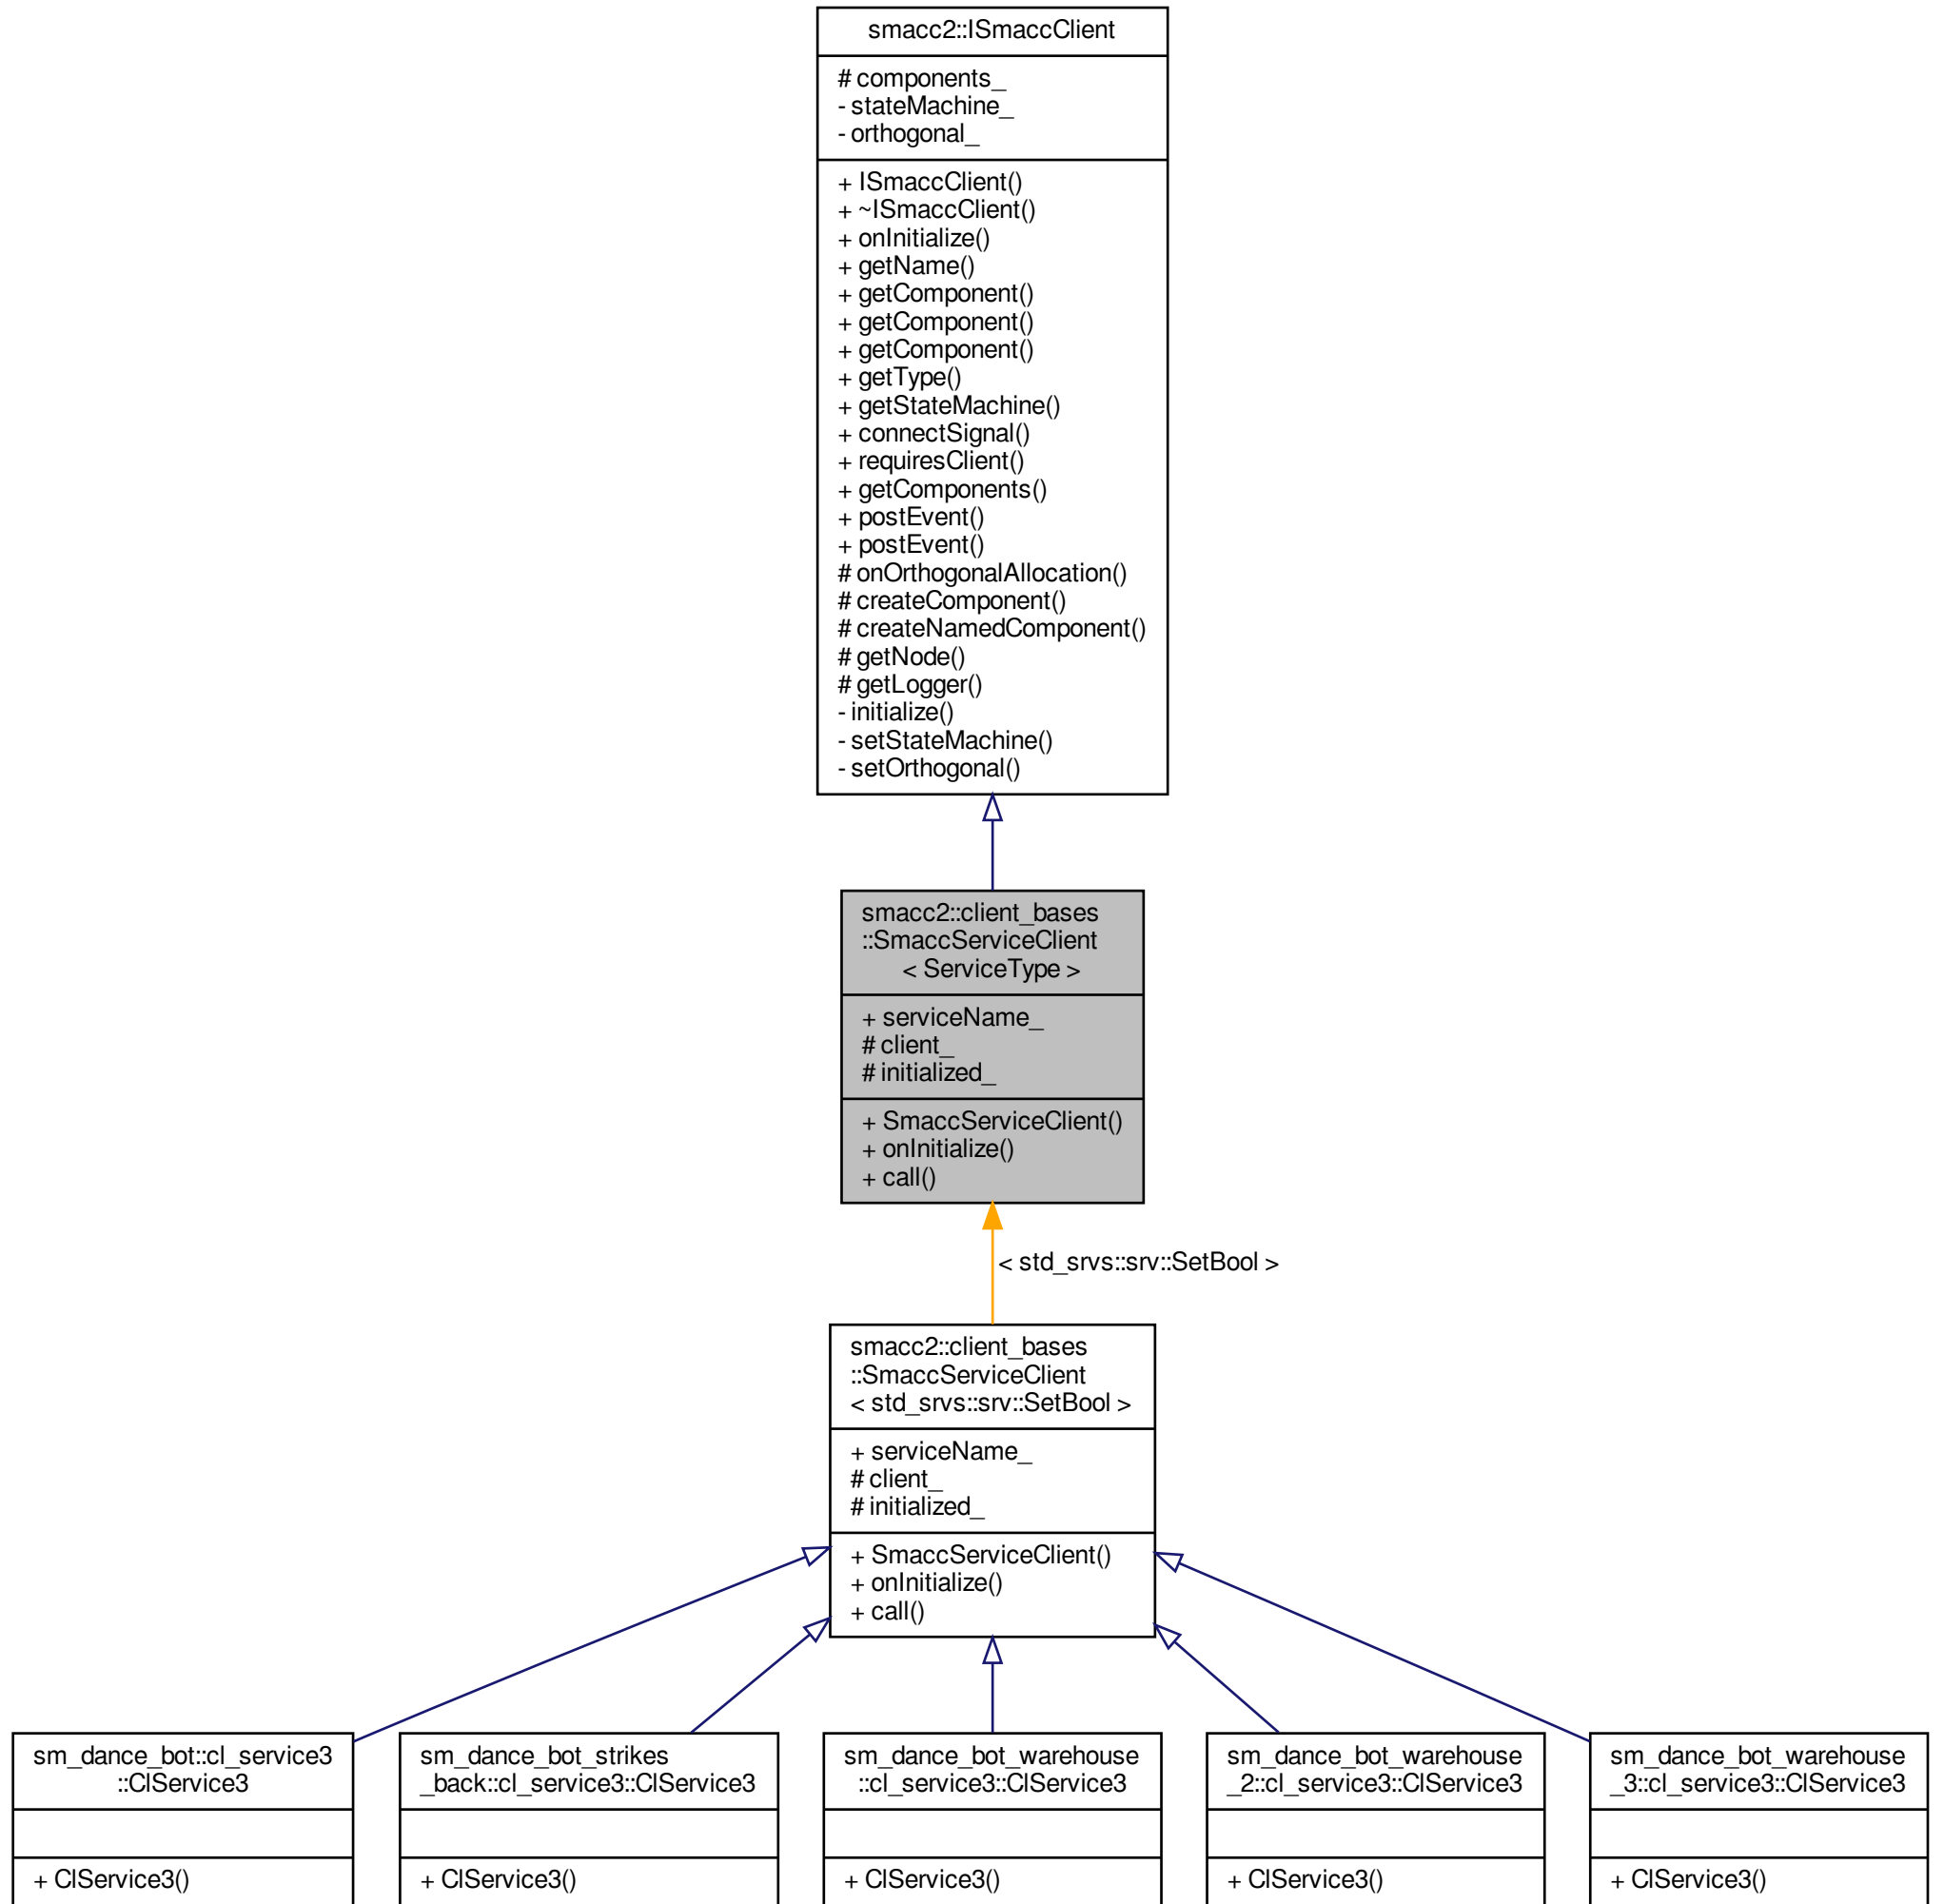 smacc2::ISmaccClient
# components_
- stateMachine_
- orthogonal_
+ ISmaccClient()
+ ~ISmaccClient()
+ onInitialize()
+ getName()
+ getComponent()
+ getComponent()
+ getComponent()
+ getType()
+ getStateMachine()
+ connectSignal()
+ requiresClient()
+ getComponents()
+ postEvent()
+ postEvent()
# onOrthogonalAllocation()
# createComponent()
# createNamedComponent()
# getNode()
# getLogger()
- initialize()
- setStateMachine()
- setOrthogonal()
smacc2::client_bases
::SmaccServiceClient
< ServiceType >
+ serviceName_
# client_
# initialized_
+ SmaccServiceClient()
+ onInitialize()
+ call()
< std_srvs::srv::SetBool >
smacc2::client_bases
::SmaccServiceClient
< std_srvs::srv::SetBool >
+ serviceName_
# client_
# initialized_
+ SmaccServiceClient()
+ onInitialize()
+ call()
sm_dance_bot::cl_service3
::ClService3
+ ClService3()
sm_dance_bot_strikes
_back::cl_service3::ClService3
+ ClService3()
sm_dance_bot_warehouse
::cl_service3::ClService3
+ ClService3()
sm_dance_bot_warehouse
_2::cl_service3::ClService3
+ ClService3()
sm_dance_bot_warehouse
_3::cl_service3::ClService3
+ ClService3()